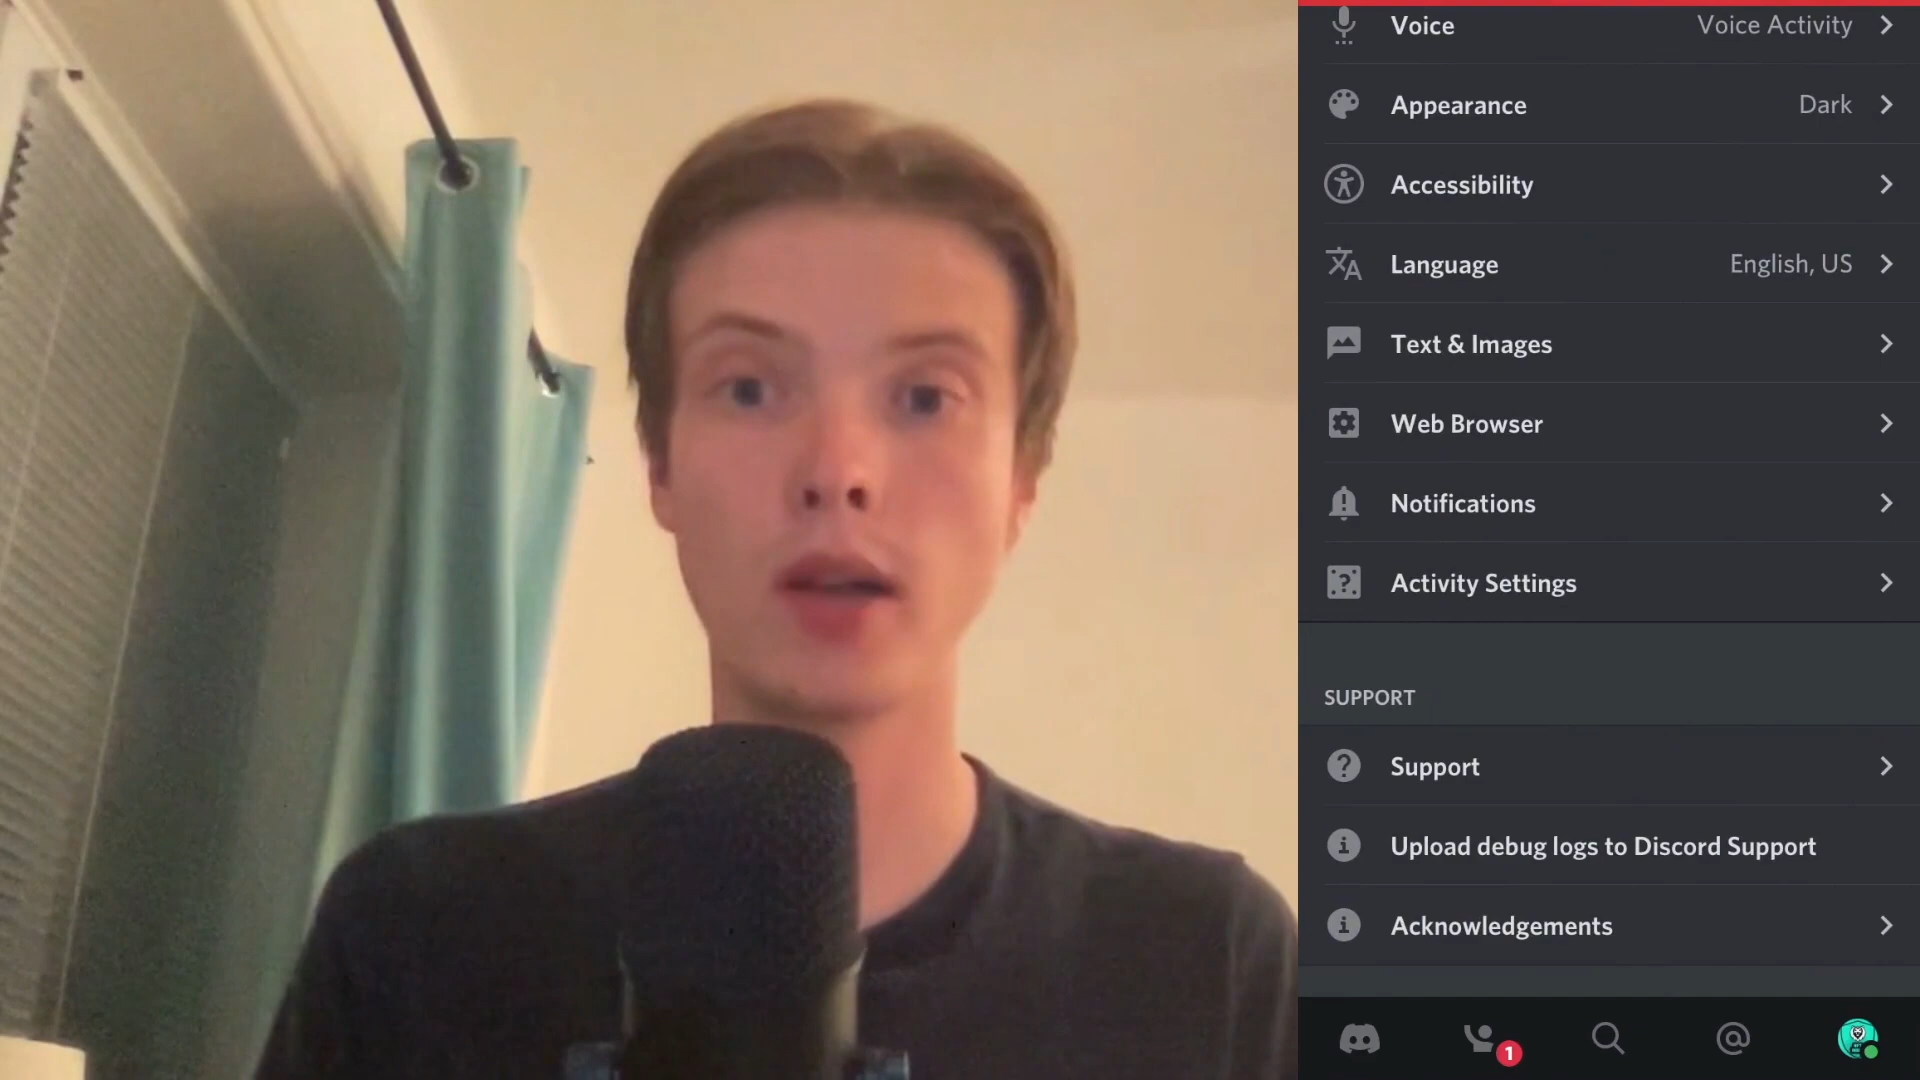 Voice Voice Activity
Appearance Dark
Accessibility
Language English, US
Text & Images
Web Browser
Notifications
Activity Settings
SUPPORT
Support
Upload debug logs to Discord Support
Acknowledgements
1